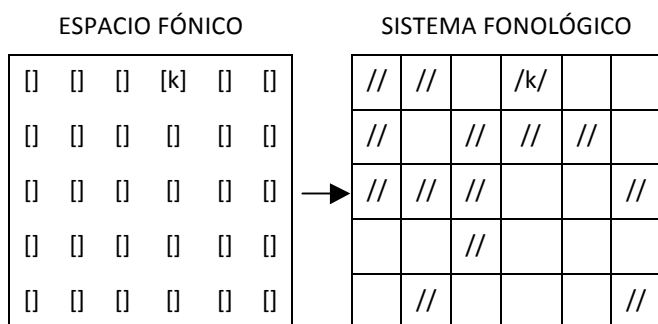 ESPACIO FÓNICO SISTEMA FONOLÓGICO
[] [] [] [k] [] [] // // /k/
[] [] [] [] [] [] // // // //
[] [] [] [] [] [] // // // //
[] [] [] [] [] [] //
[] [] [] [] [] [] // //